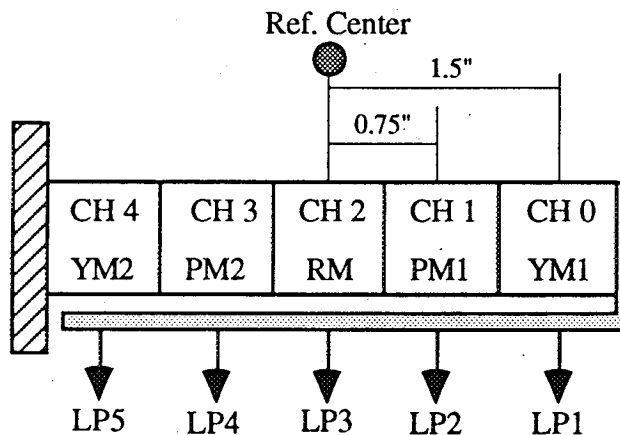 Ref. Center
1.5"
0.75"
CH 4 CH 3 CH 2 CH 1 CH 0
YM2 PM2 RM PM1 YM1
LP5 LP4 LP3 LP2 LP1